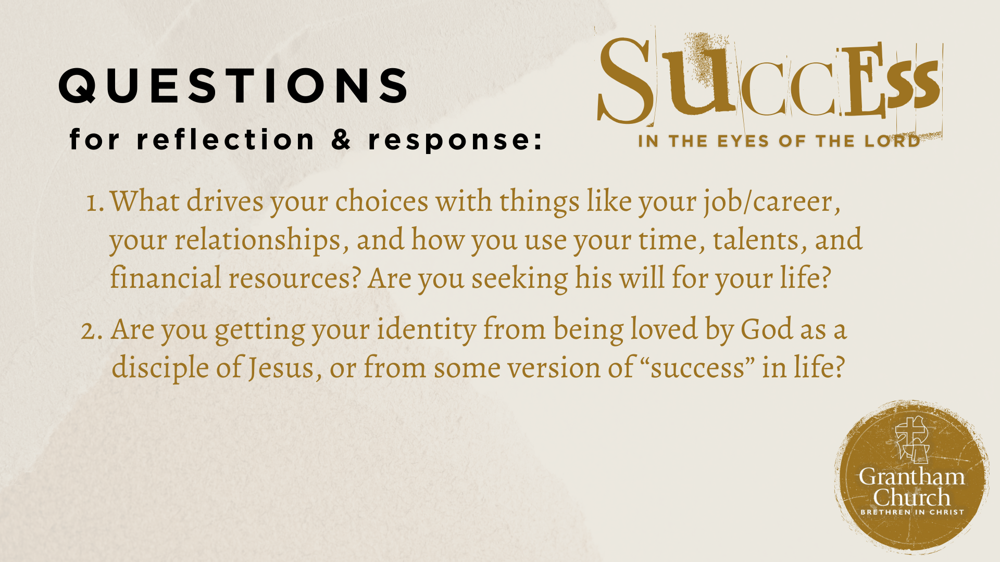 QUESTIONS
for reflection & response:
SuccEss
IN THE EYES OF THE LORD
1. What drives your choices with things like your job/career,
your relationships, and how you use your time, talents, and
financial resources? Are you seeking his will for your life?
2. Are you getting your identity from being loved by God as a
disciple of Jesus, or from some version of “success” in life?
Grantham
Church
BRETHREN IN CHRIST